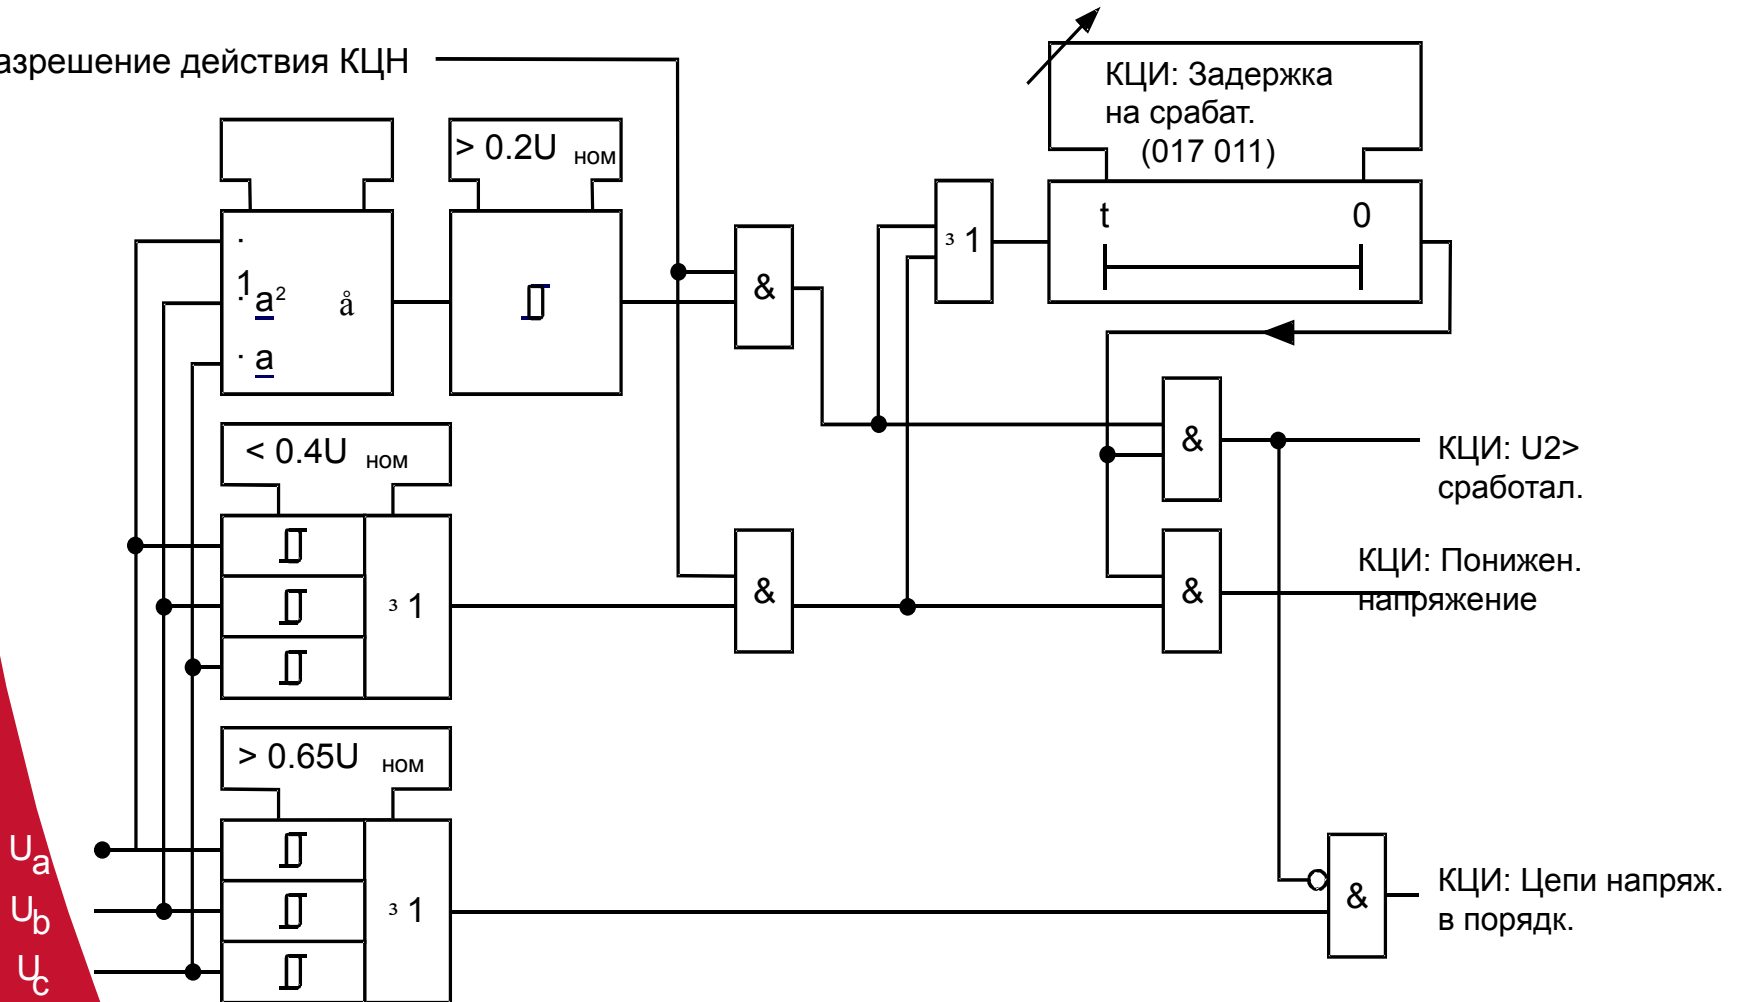 азрешение действия КЦН
КЦИ: Задержка
на срабат.
(017 011)
> 0.2U ном
t 0
³ 1
·
1
· a² å
· a
&
< 0.4U ном
&
КЦИ: U2>
сработал.
КЦИ: Понижен.
напряжение
³ 1
&
&
> 0.65U ном
Ua
Ub
Uc
³ 1
&
КЦИ: Цепи напряж.
в порядк.